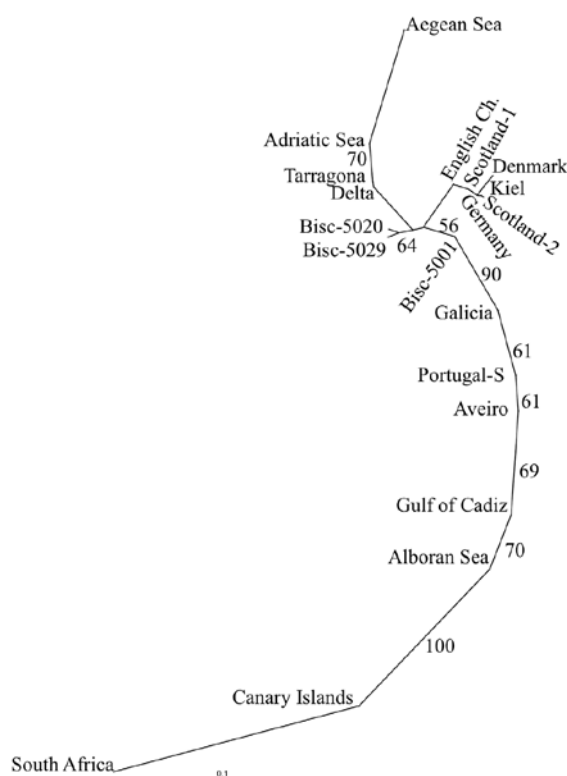 Aegean Sea
English Ch.
Scotland-1
Adriatic Sea
70
Denmark
Tarragona
Kiel
Delta
Scotland-2
Germany
Bisc-5020
56
64
Bisc-5029
Bisc-5001
90
Galicia
61
Portugal-S
61
Aveiro
69
Gulf of Cadiz
70
Alboran Sea
100
Canary Islands
South Africa
0.1